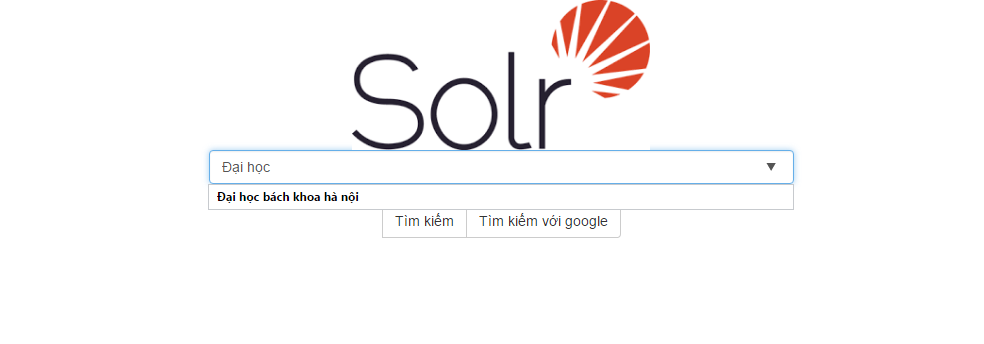 Solr
Đại học
Đại học bách khoa hà nội
Tìm kiếm Tìm kiếm với google